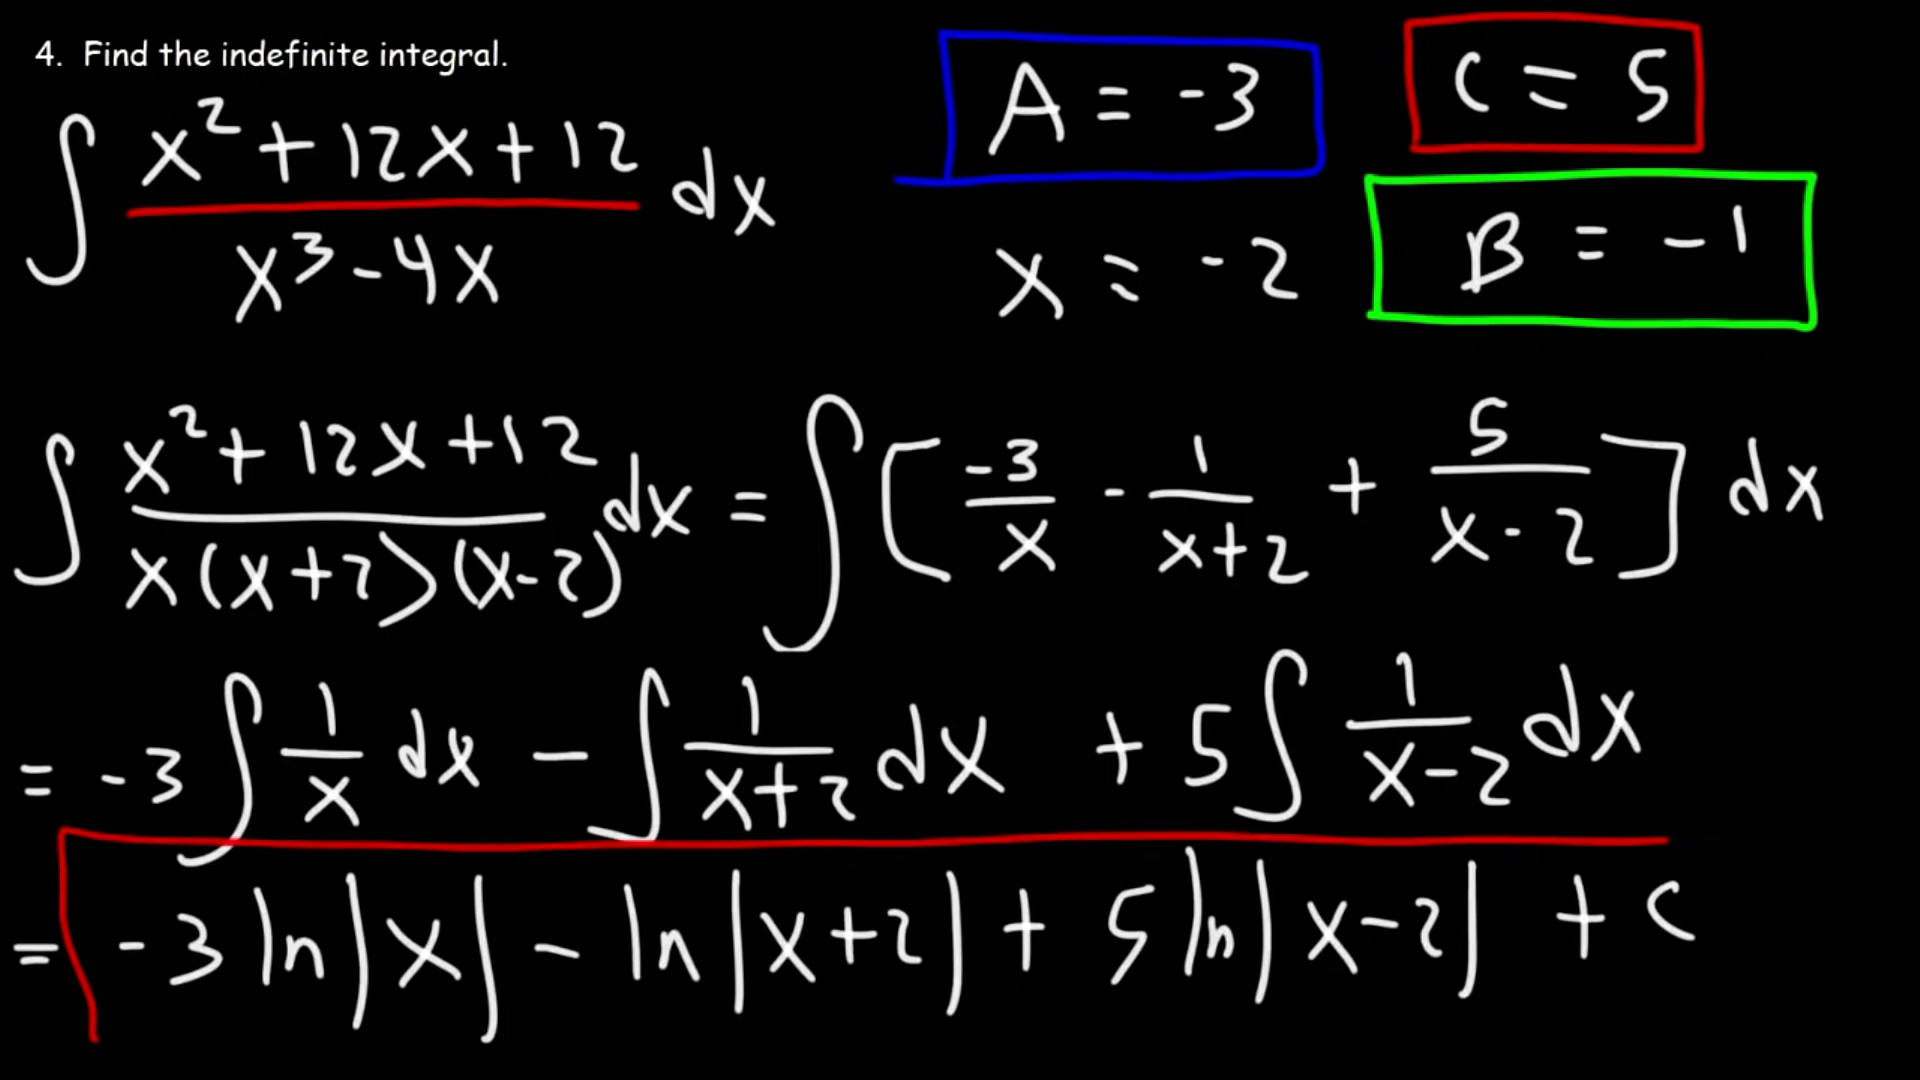 4. Find the indefinite integral.
∫ (x² + 12x + 12)/(x³ - 4x) dx
A = -3
C = 5
x = -2
B = -1
∫ (x² + 12x + 12)/(x(x+2)(x-2)) dx = ∫ [-3/x - 1/(x+2) + 5/(x-2)] dx
= -3 ∫ 1/x dx - ∫ 1/(x+2) dx + 5 ∫ 1/(x-2) dx
= -3 ln|x| - ln|x+2| + 5 ln|x-2| + C